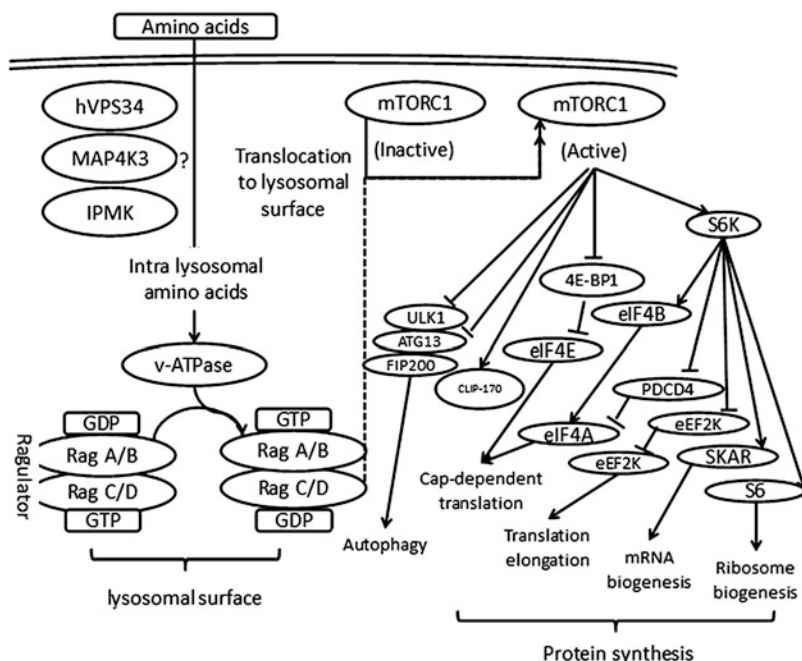 Amino acids
hVPS34
MAP4K3
?
IPMK
mTORC1
(Inactive)
mTORC1
(Active)
Translocation
to lysosomal
surface
Intra lysosomal
amino acids
v-ATPase
Ragulator
GDP
Rag A/B
Rag C/D
GTP
GTP
Rag A/B
Rag C/D
GDP
lysosomal surface
ULK1
ATG13
FIP200
Autophagy
CLIP-170
4E-BP1
eIF4E
S6K
eIF4B
PDCD4
eIF4A
eEF2K
eEF2K
SKAR
S6
Cap-dependent
translation
Translation
elongation
mRNA
biogenesis
Ribosome
biogenesis
Protein synthesis